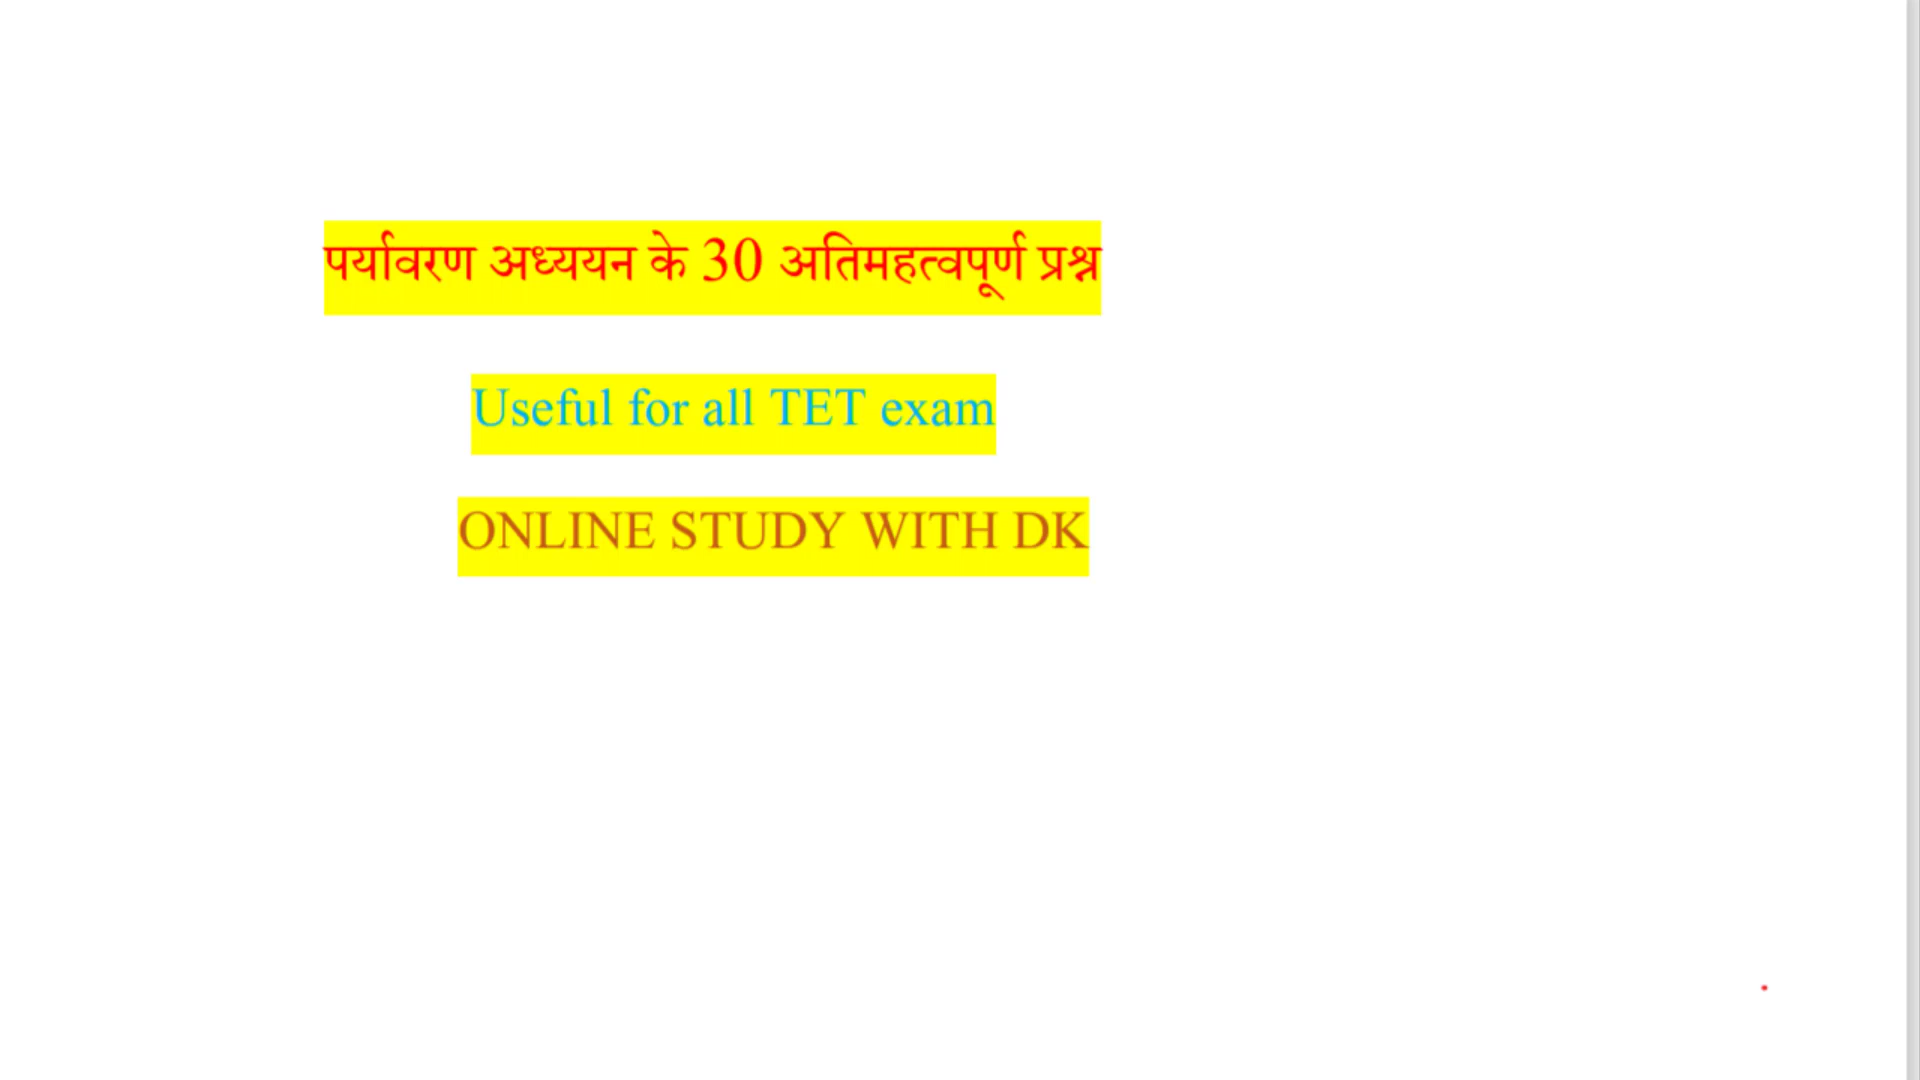 पर्यावरण अध्ययन के 30 अतिमहत्वपूर्ण प्रश्न
Useful for all TET exam
ONLINE STUDY WITH DK